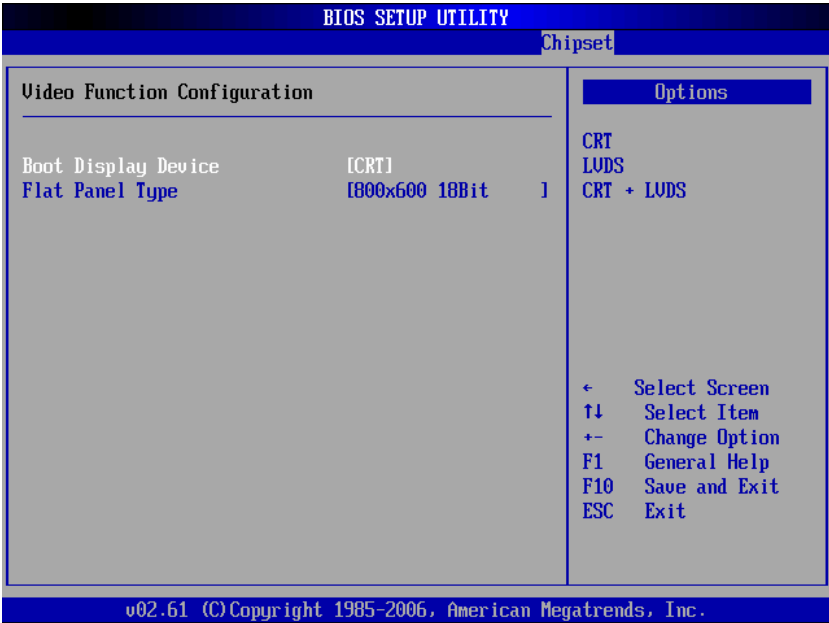 BIOS SETUP UTILITY
Chipset
Video Function Configuration
Boot Display Device [CRT]
Flat Panel Type [800x600 18Bit ]
Options
CRT
LVDS
CRT + LVDS
← Select Screen
↑↓ Select Item
+- Change Option
F1 General Help
F10 Save and Exit
ESC Exit
v02.61 (C)Copyright 1985-2006, American Megatrends, Inc.